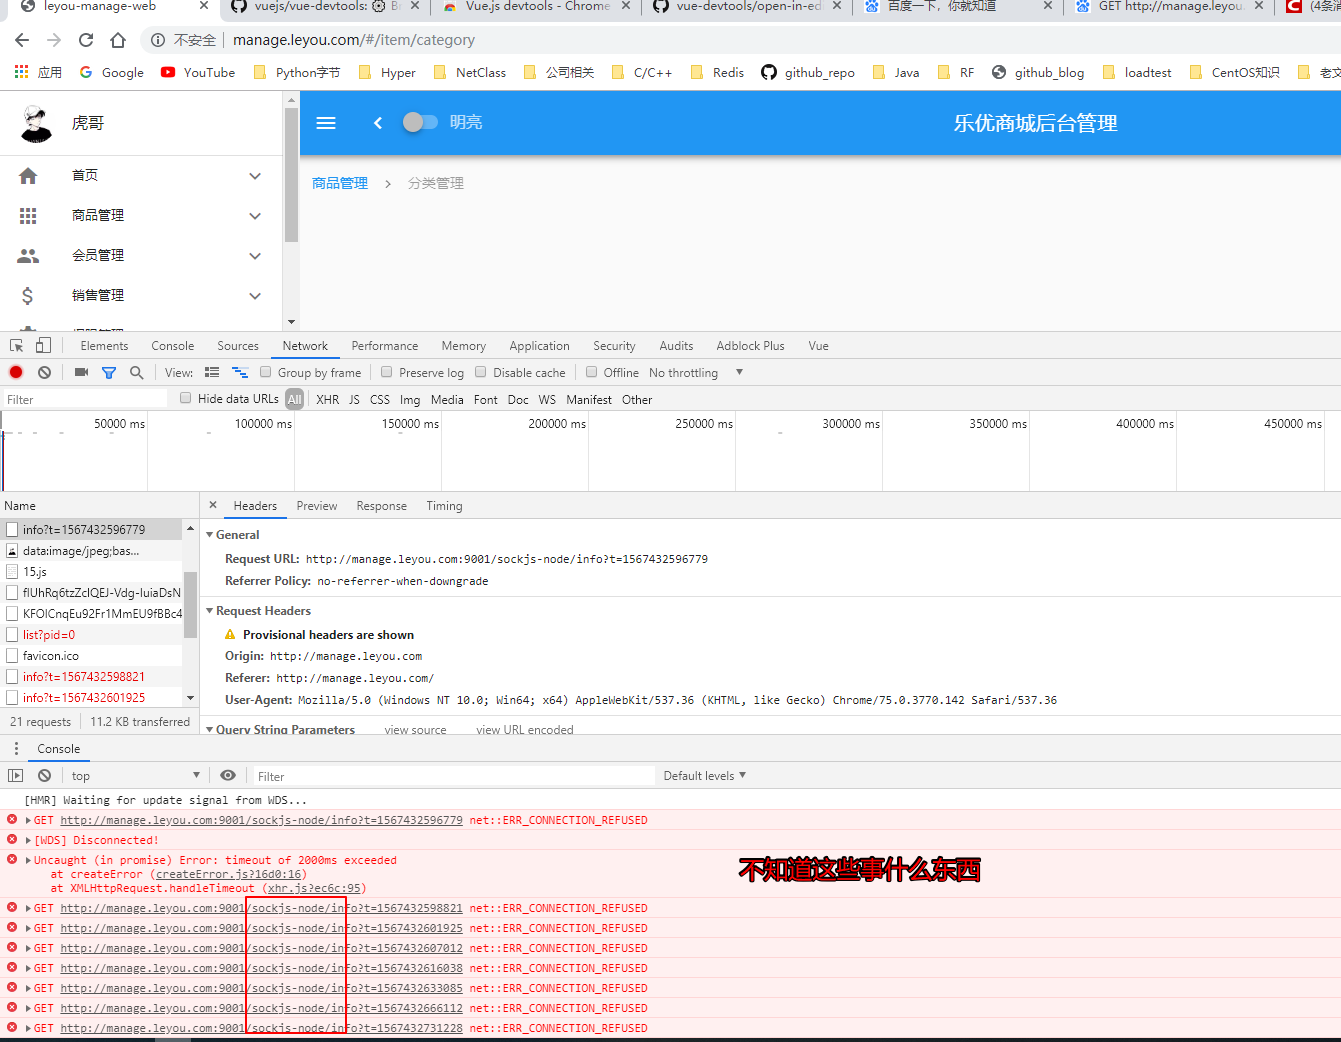 leyou-manage-web
vuejs/vue-devtools: Be
Vue.js devtools - Chrome
vue-devtools/open-in-ed
百度一下，你就知道
GET http://manage.leyou.
不安全 manage.leyou.com/#/item/category
应用 Google YouTube Python字节 Hyper NetClass 公司相关 C/C++ Redis github_repo Java RF github_blog loadtest CentOS知识 老文
虎哥
明亮
乐优商城后台管理
首页
商品管理
会员管理
销售管理
商品管理 > 分类管理
Elements Console Sources Network Performance Memory Application Security Audits Adblock Plus Vue
View: Group by frame Preserve log Disable cache Offline No throttling
Filter Hide data URLs All XHR JS CSS Img Media Font Doc WS Manifest Other
50000 ms 100000 ms 150000 ms 200000 ms 250000 ms 300000 ms 350000 ms 400000 ms 450000 ms
Name
info?t=1567432596779
data:image/jpeg;bas...
15.js
flUhRq6tzZclQEJ-Vdg-IuiaDsN
KFOlCnqEu92Fr1MmEU9fBBc4
list?pid=0
favicon.ico
info?t=1567432598821
info?t=1567432601925
21 requests 11.2 KB transferred
× Headers Preview Response Timing
General
Request URL: http://manage.leyou.com:9001/sockjs-node/info?t=1567432596779
Referrer Policy: no-referrer-when-downgrade
Request Headers
Provisional headers are shown
Origin: http://manage.leyou.com
Referer: http://manage.leyou.com/
User-Agent: Mozilla/5.0 (Windows NT 10.0; Win64; x64) AppleWebKit/537.36 (KHTML, like Gecko) Chrome/75.0.3770.142 Safari/537.36
Query String Parameters view source view URL encoded
Console
top Filter Default levels
[HMR] Waiting for update signal from WDS...
GET http://manage.leyou.com:9001/sockjs-node/info?t=1567432596779 net::ERR_CONNECTION_REFUSED
[WDS] Disconnected!
Uncaught (in promise) Error: timeout of 2000ms exceeded
at createError (createError.js?16d0:16)
at XMLHttpRequest.handleTimeout (xhr.js?ec6c:95)
不知道这些事什么东西
GET http://manage.leyou.com:9001/sockjs-node/info?t=1567432598821 net::ERR_CONNECTION_REFUSED
GET http://manage.leyou.com:9001/sockjs-node/info?t=1567432601925 net::ERR_CONNECTION_REFUSED
GET http://manage.leyou.com:9001/sockjs-node/info?t=1567432607012 net::ERR_CONNECTION_REFUSED
GET http://manage.leyou.com:9001/sockjs-node/info?t=1567432616038 net::ERR_CONNECTION_REFUSED
GET http://manage.leyou.com:9001/sockjs-node/info?t=1567432633085 net::ERR_CONNECTION_REFUSED
GET http://manage.leyou.com:9001/sockjs-node/info?t=1567432666112 net::ERR_CONNECTION_REFUSED
GET http://manage.leyou.com:9001/sockjs-node/info?t=1567432731228 net::ERR_CONNECTION_REFUSED